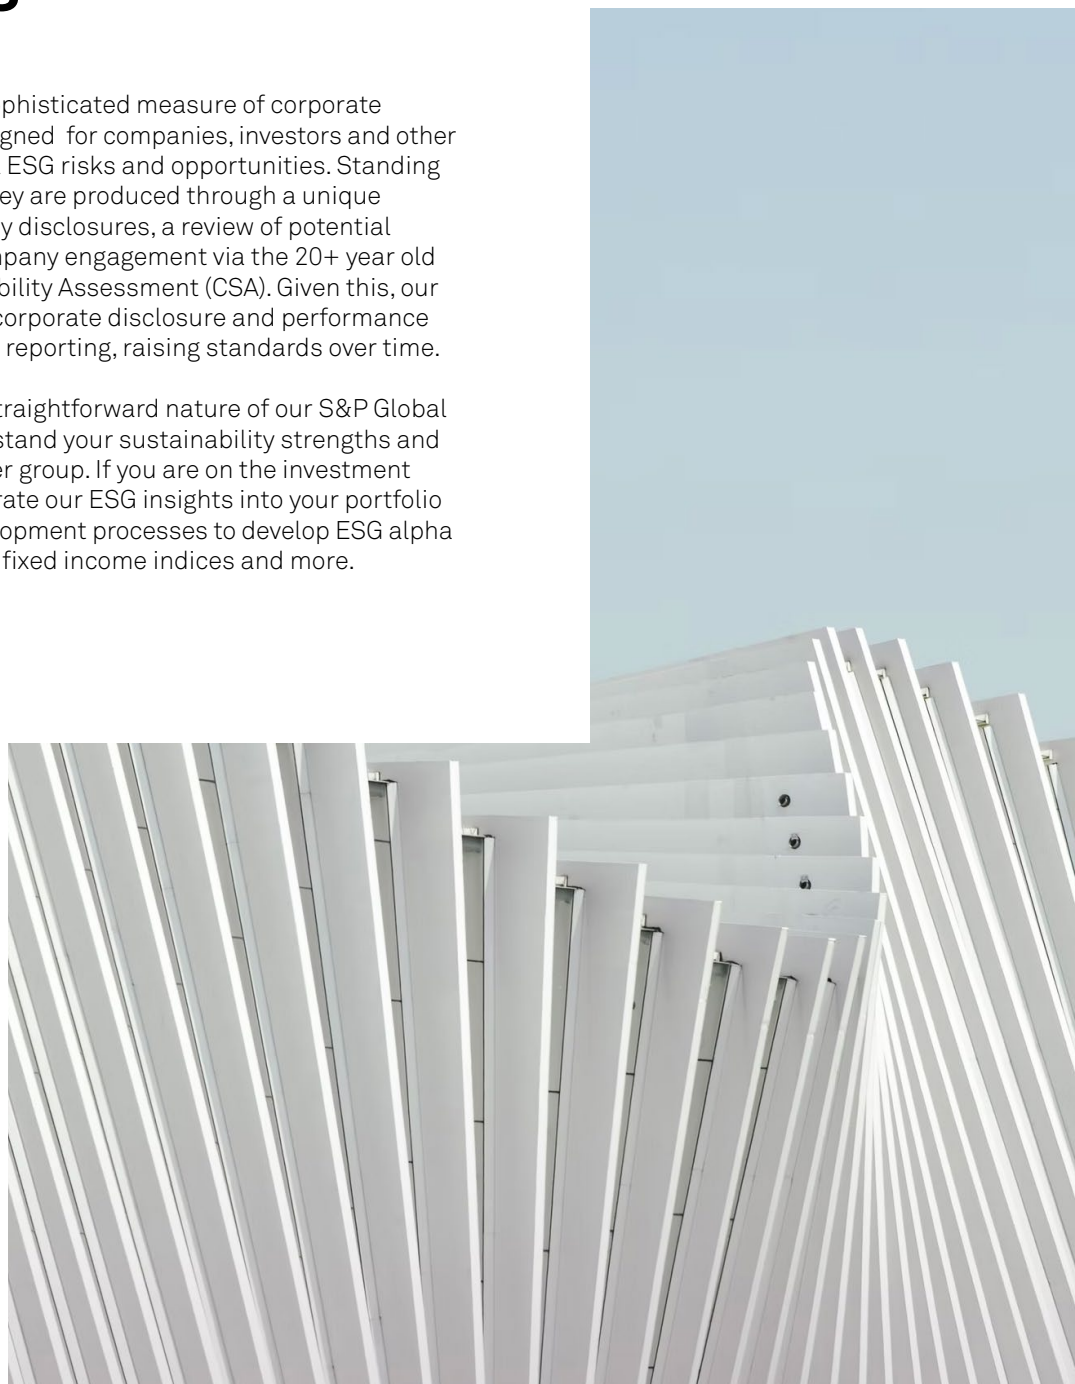 phisticated measure of corporate
gned for companies, investors and other
ESG risks and opportunities. Standing
ey are produced through a unique
y disclosures, a review of potential
pany engagement via the 20+ year old
bility Assessment (CSA). Given this, our
corporate disclosure and performance
reporting, raising standards over time.
traightforward nature of our S&P Global
stand your sustainability strengths and
er group. If you are on the investment
rate our ESG insights into your portfolio
opment processes to develop ESG alpha
fixed income indices and more.